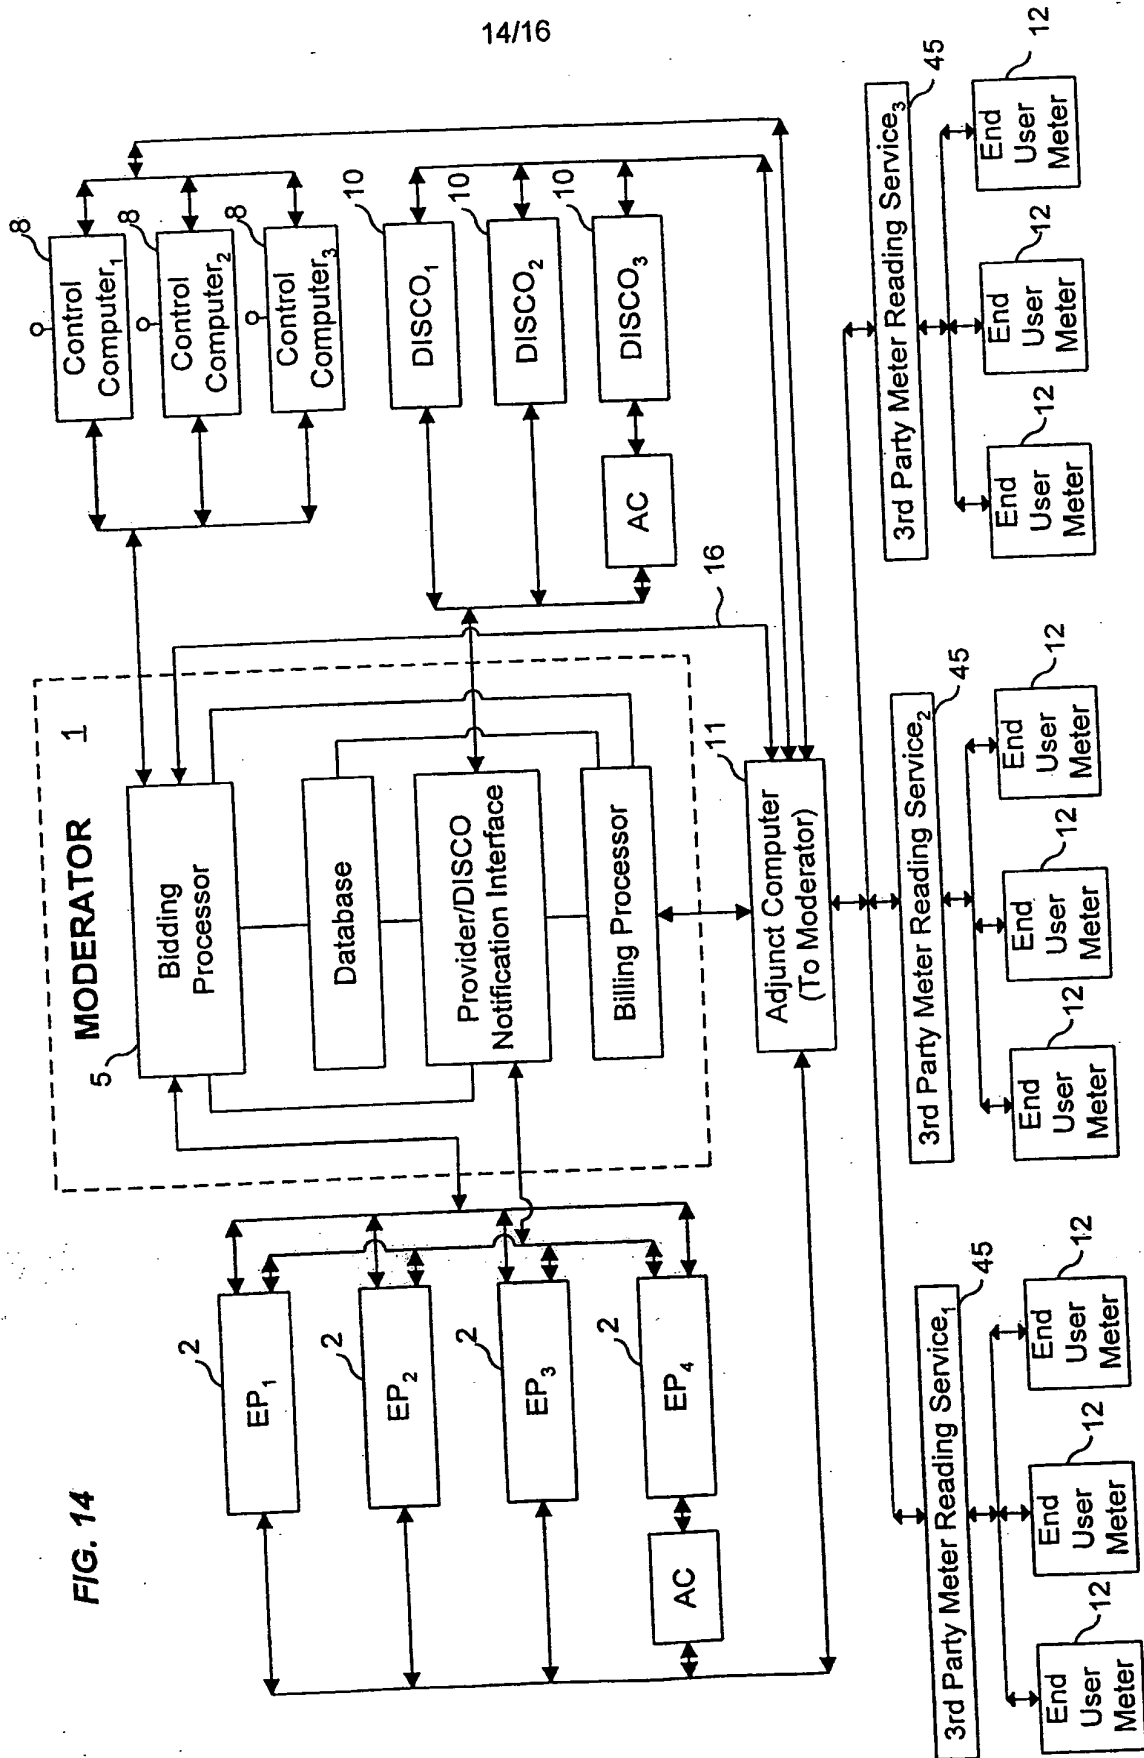 14/16
FIG. 14
MODERATOR 1
5
Bidding
Processor
Database
Provider/DISCO
Notification Interface
Billing Processor
2
EP1
2
EP2
2
EP3
2
EP4
AC
8
Control
Computer1
8
Control
Computer2
8
Control
Computer3
10
DISCO1
10
DISCO2
10
DISCO3
AC
16
11
Adjunct Computer
(To Moderator)
45
3rd Party Meter Reading Service1
12
End
User
Meter
12
End
User
Meter
12
End
User
Meter
45
3rd Party Meter Reading Service2
12
End
User
Meter
12
End
User
Meter
12
End
User
Meter
45
3rd Party Meter Reading Service3
12
End
User
Meter
12
End
User
Meter
12
End
User
Meter